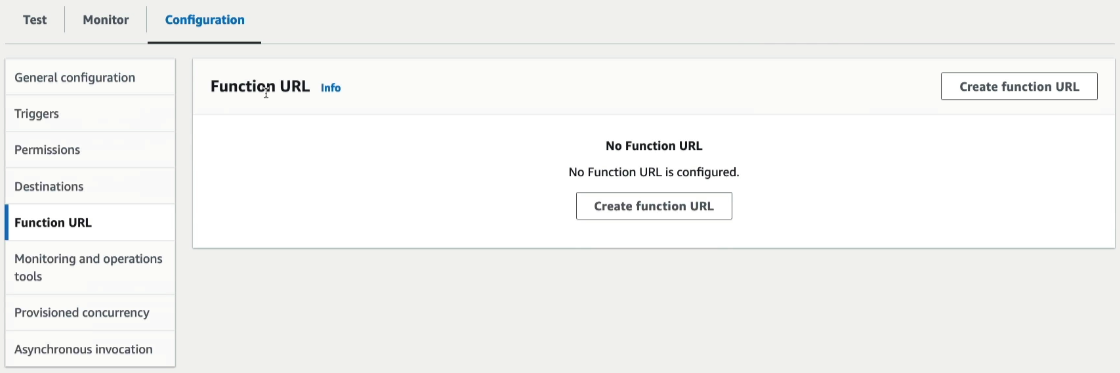 Test
Monitor
Configuration
General configuration
Triggers
Permissions
Destinations
Function URL
Monitoring and operations
tools
Provisioned concurrency
Asynchronous invocation
Function URL Info
Create function URL
No Function URL
No Function URL is configured.
Create function URL